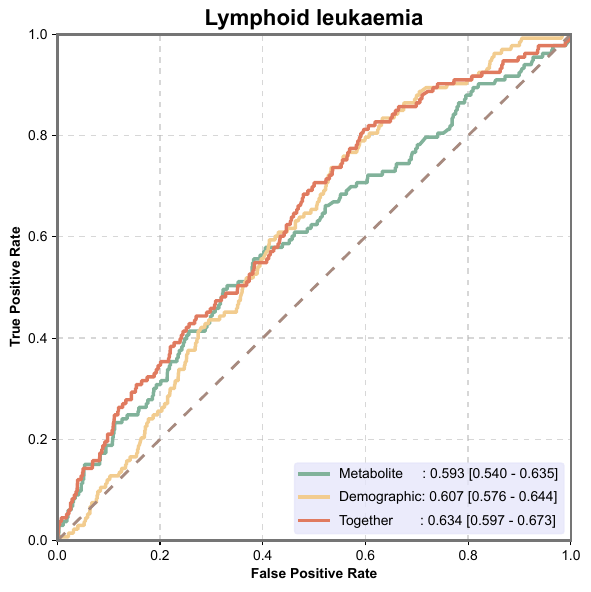 Lymphoid leukaemia
True Positive Rate
1.0
0.8
0.6
0.4
0.2
0.0
Metabolite : 0.593 [0.540 - 0.635]
Demographic: 0.607 [0.576 - 0.644]
Together : 0.634 [0.597 - 0.673]
0.0 0.2 0.4 0.6 0.8 1.0
False Positive Rate